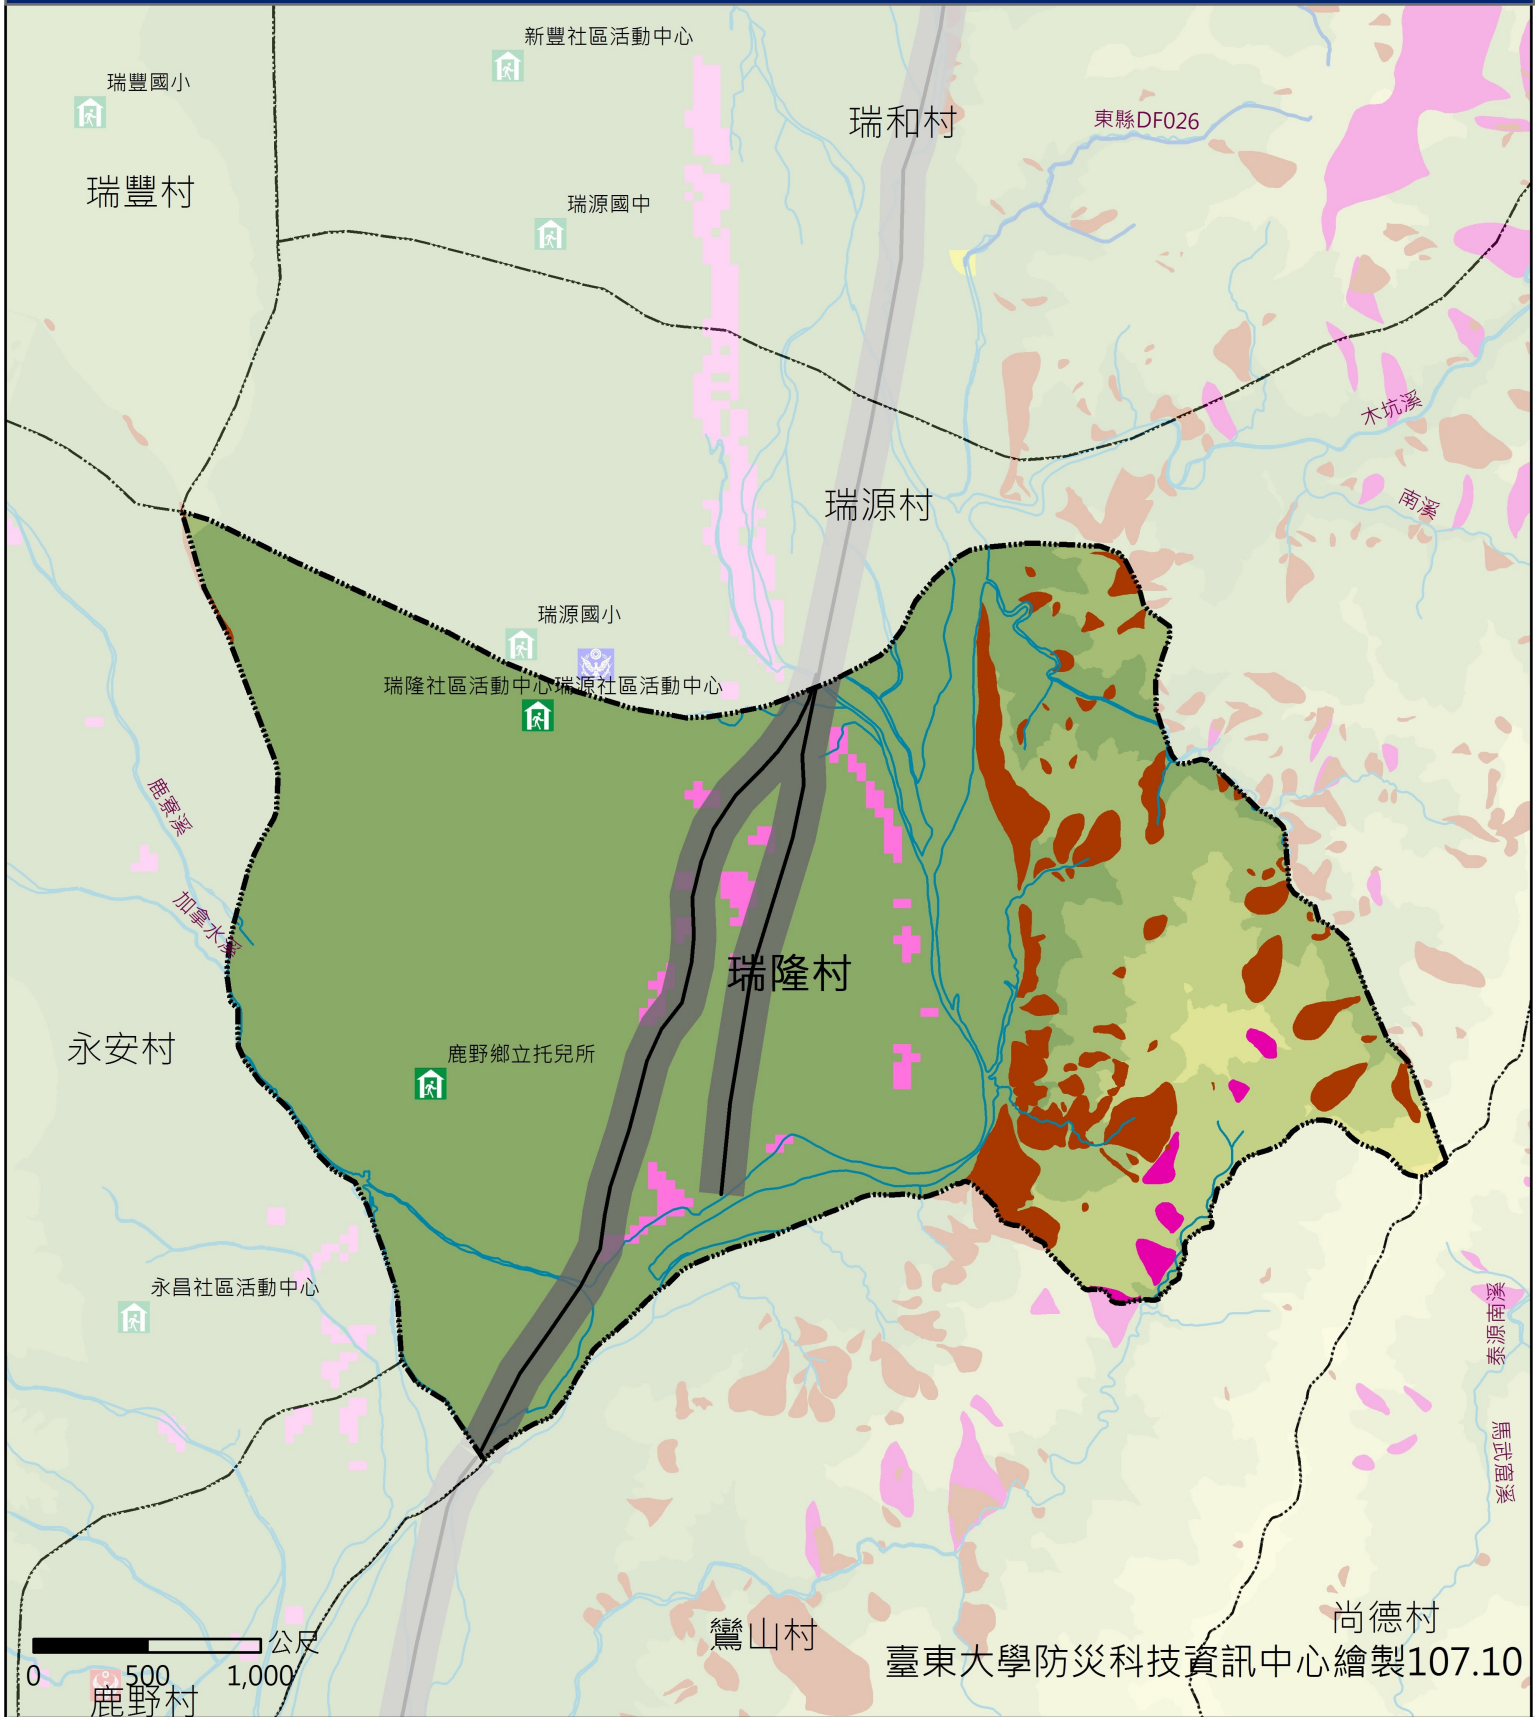 新豐社區活動中心
瑞豐國小
瑞和村
東縣DF026
瑞豐村
瑞源國中
木坑溪
瑞源村
南溪
瑞源國小
瑞隆社區活動中心
瑞源社區活動中心
鹿寮溪
加拿水溪
瑞隆村
永安村
鹿野鄉立托兒所
永昌社區活動中心
泰源南溪
馬武窟溪
鸞山村
尚德村
公尺
臺東大學防災科技資訊中心繪製107.10
0 500 1,000
鹿野村